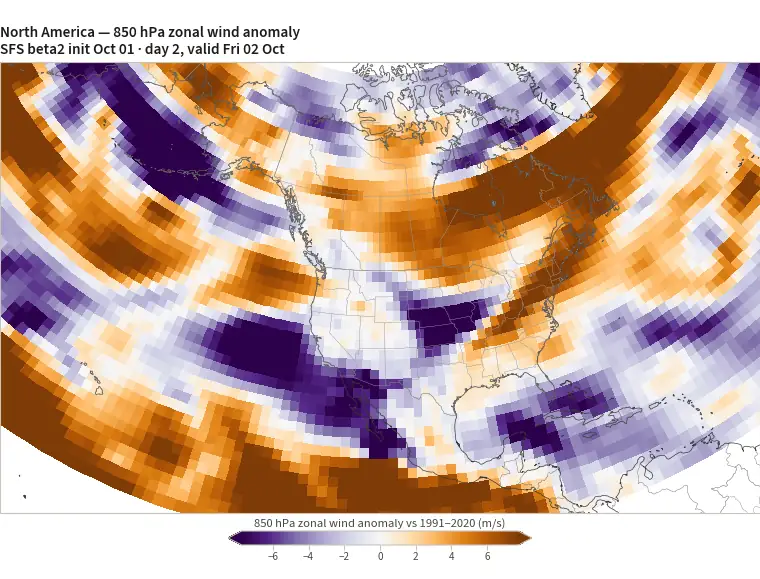 North America — 850 hPa zonal wind anomaly
SFS beta2 init Oct 01 · day 2, valid Fri 02 Oct
850 hPa zonal wind anomaly vs 1991–2020 (m/s)
−6 −4 −2 0 2 4 6